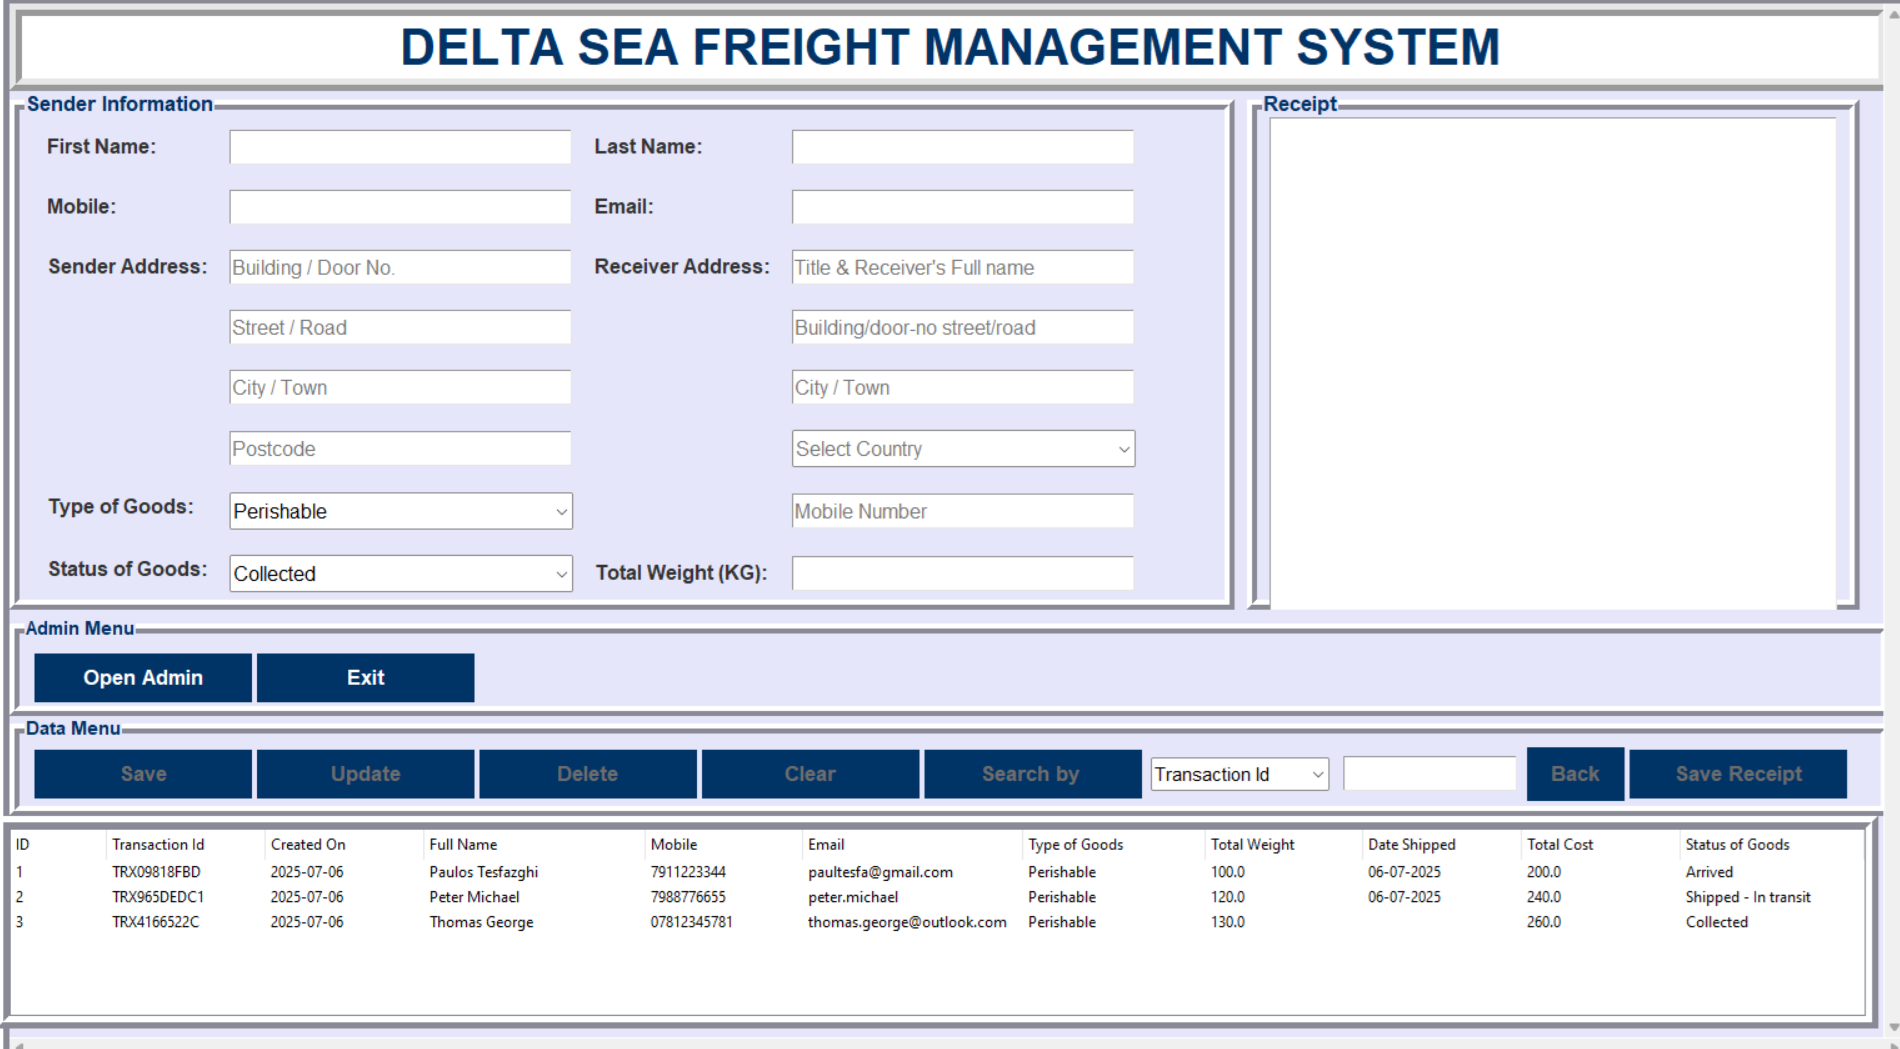 DELTA SEA FREIGHT MANAGEMENT SYSTEM
Sender Information
First Name:
Last Name:
Mobile:
Email:
Sender Address:
Building / Door No.
Receiver Address:
Title & Receiver's Full name
Street / Road
Building/door-no street/road
City / Town
City / Town
Postcode
Select Country
Type of Goods:
Perishable
Mobile Number
Status of Goods:
Collected
Total Weight (KG):
Receipt
Admin Menu
Open Admin
Exit
Data Menu
Save
Update
Delete
Clear
Search by
Transaction Id
Back
Save Receipt
ID Transaction Id Created On Full Name Mobile Email Type of Goods Total Weight Date Shipped Total Cost Status of Goods
1 TRX09818FBD 2025-07-06 Paulos Tesfazghi 7911223344 paultesfa@gmail.com Perishable 100.0 06-07-2025 200.0 Arrived
2 TRX965DEDC1 2025-07-06 Peter Michael 7988776655 peter.michael Perishable 120.0 06-07-2025 240.0 Shipped - In transit
3 TRX4166522C 2025-07-06 Thomas George 07812345781 thomas.george@outlook.com Perishable 130.0 260.0 Collected